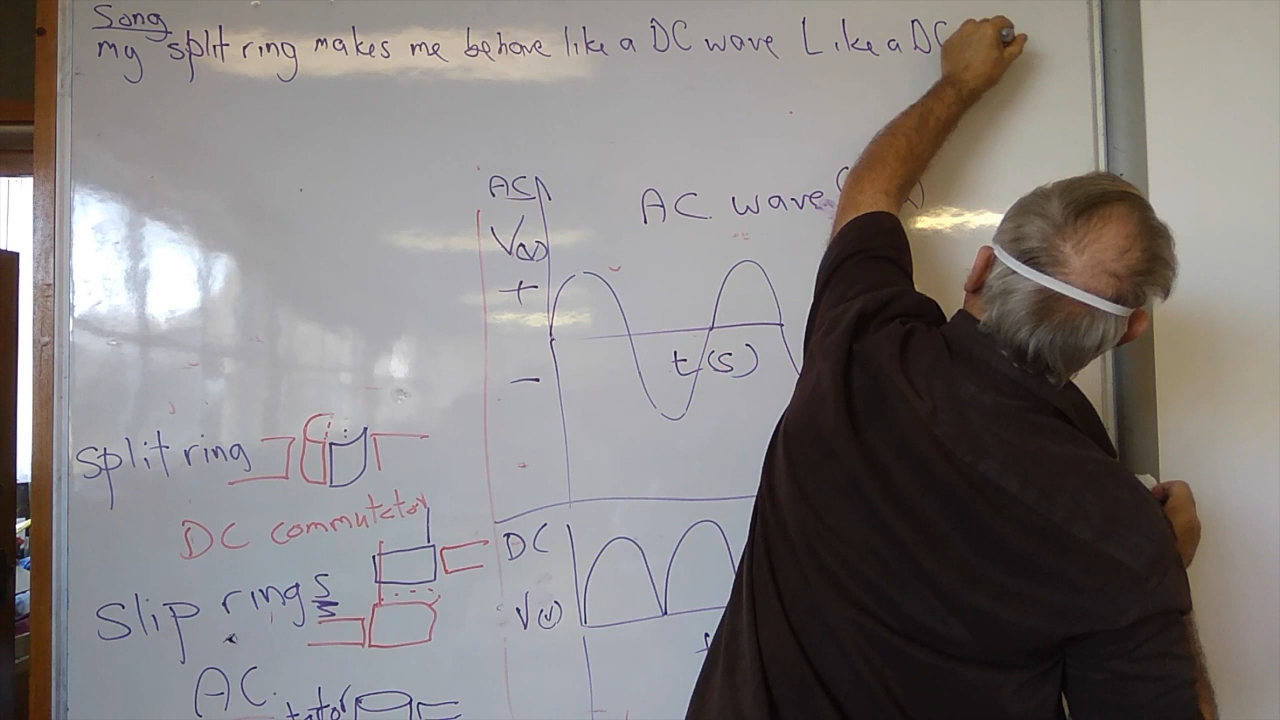 Song
my split ring makes me behave like a DC wave Like a DC
AC
V(v)
AC wave
+
t(s)
-
split ring
DC commutator
DC
Slip rings
V(v)
AC